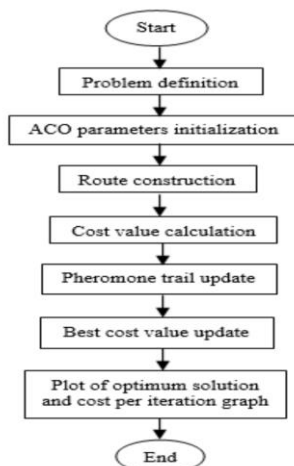 Start
Problem definition
ACO parameters initialization
Route construction
Cost value calculation
Pheromone trail update
Best cost value update
Plot of optimum solution
and cost per iteration graph
End